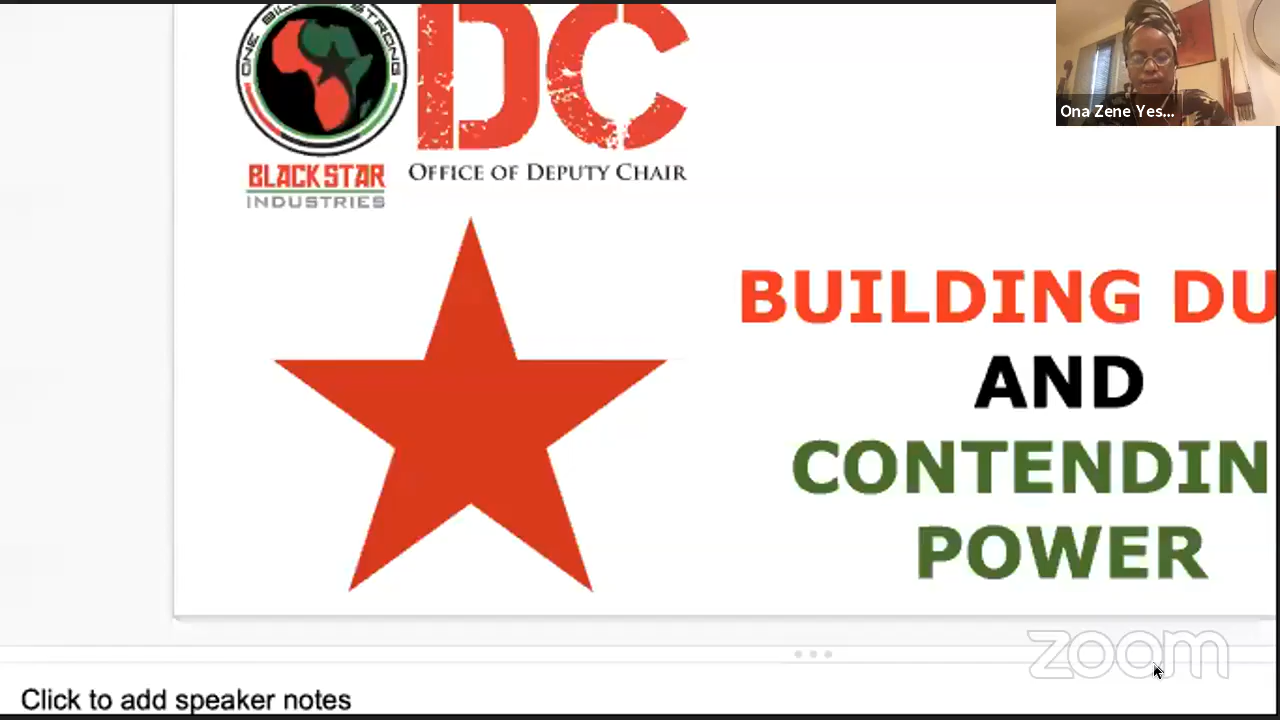 ONE BIL STRONG
DC
BLACK STAR
INDUSTRIES
OFFICE OF DEPUTY CHAIR
Ona Zene Yes...
BUILDING DU
AND
CONTENDIN
POWER
zoom
Click to add speaker notes